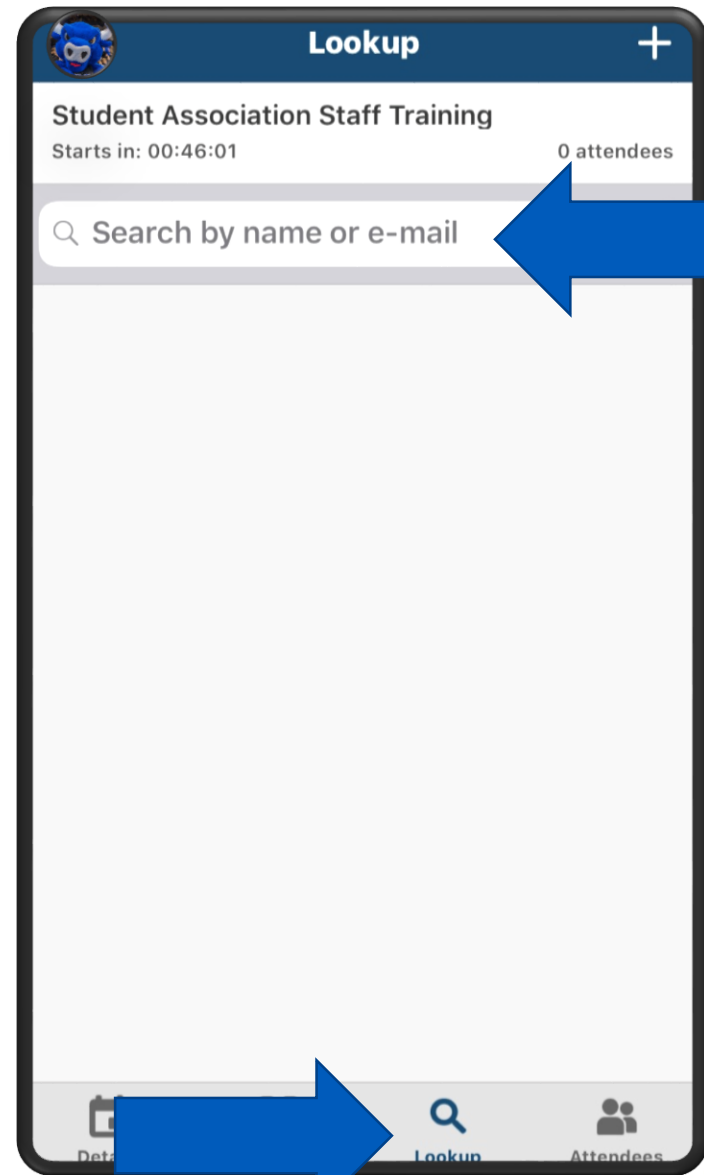 Lookup
Student Association Staff Training
Starts in: 00:46:01 0 attendees
Search by name or e-mail
Lookup Attendees